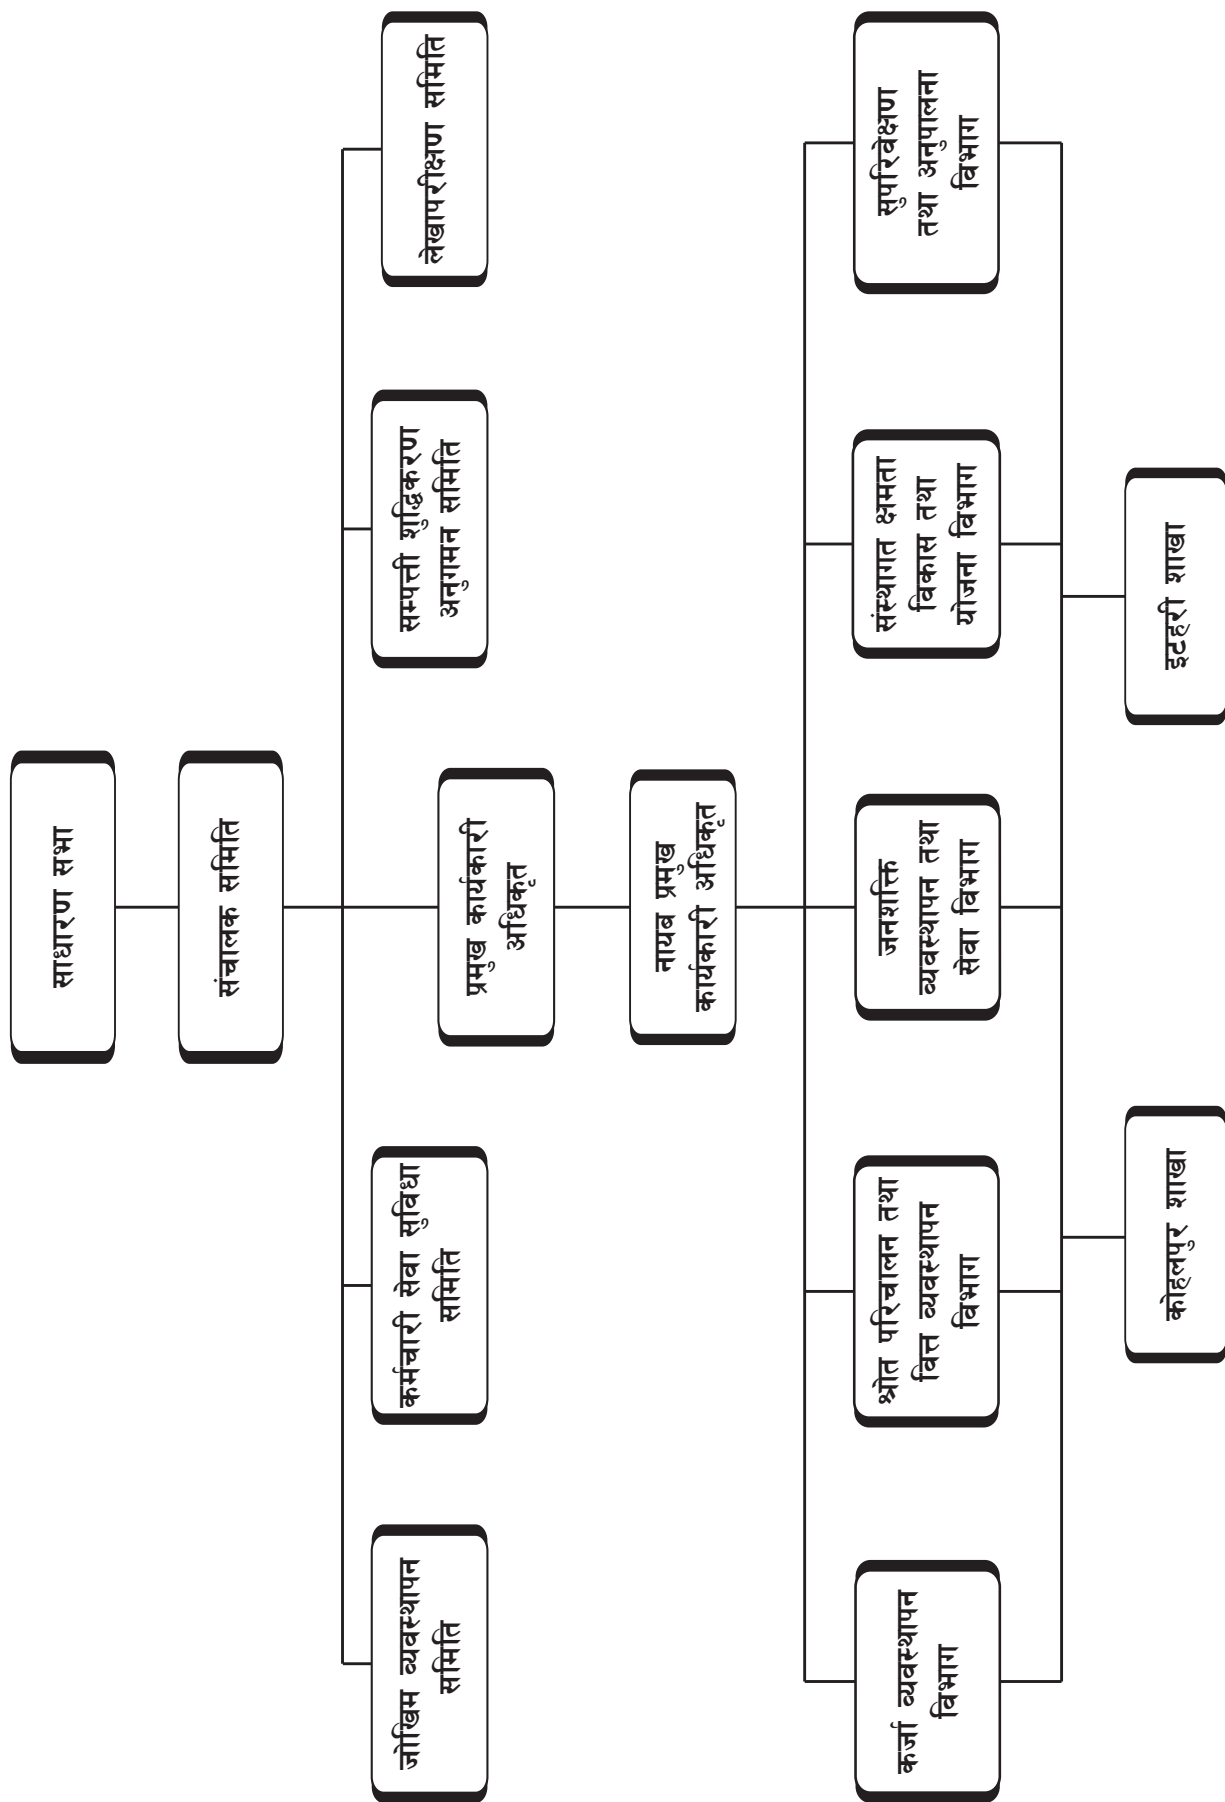 साधारण सभा
संचालक समिति
जोखिम व्यवस्थापन
समिति
कर्मचारी सेवा सुविधा
समिति
प्रमुख कार्यकारी
अधिकृत
सम्पत्ती शुद्धिकरण
अनुगमन समिति
लेखापरीक्षण समिति
नायब प्रमुख
कार्यकारी अधिकृत
कर्जा व्यवस्थापन
विभाग
श्रोत परिचालन तथा
वित्त व्यवस्थापन
विभाग
जनशक्ति
व्यवस्थापन तथा
सेवा विभाग
संस्थागत क्षमता
विकास तथा
योजना विभाग
सुपरिवेक्षण
तथा अनुपालना
विभाग
कोहलपुर शाखा
इटहरी शाखा